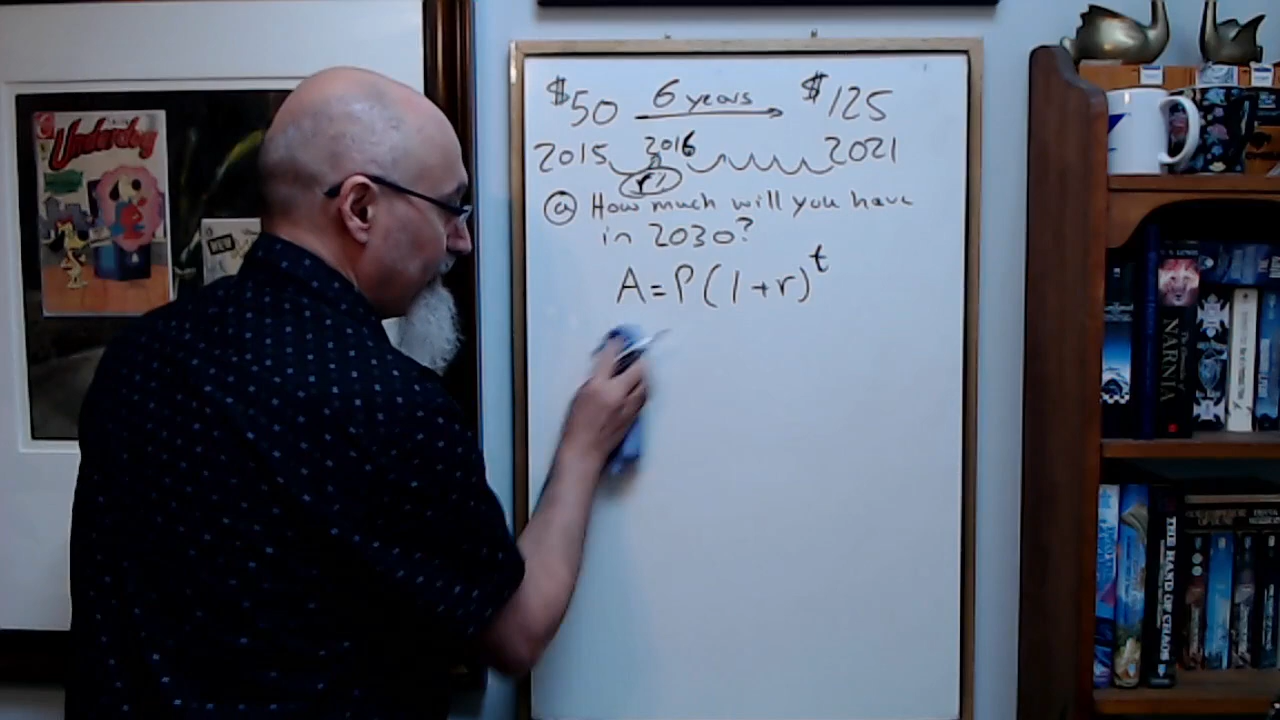 $50 6 years $125
2015 2016 2021
r%
ⓐ How much will you have
in 2030?
A=P(1+r)^t
Underdog
NEW
NARNIA
THE HAND OF CHAOS